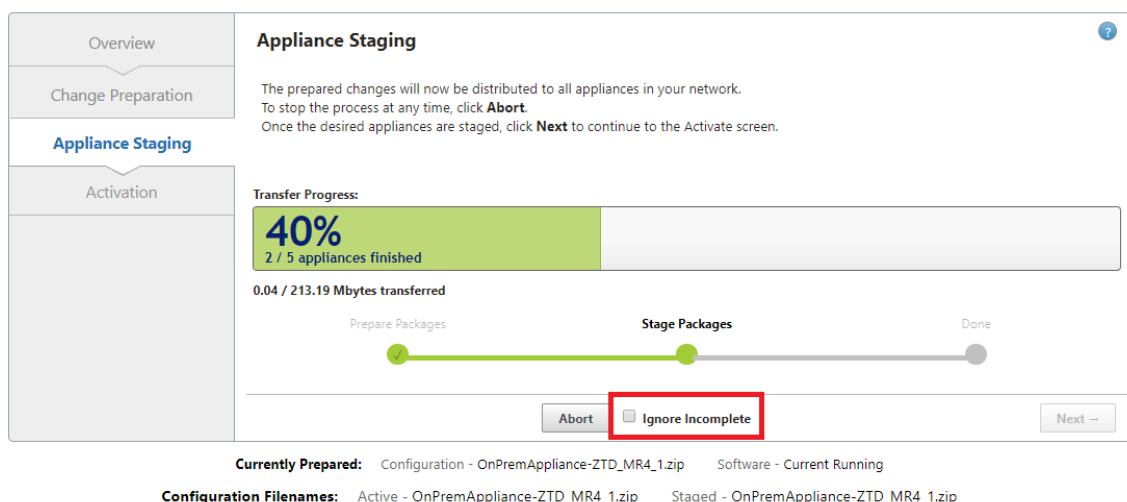 Overview
Change Preparation
Appliance Staging
Activation
Appliance Staging
?
The prepared changes will now be distributed to all appliances in your network.
To stop the process at any time, click Abort.
Once the desired appliances are staged, click Next to continue to the Activate screen.
Transfer Progress:
40%
2 / 5 appliances finished
0.04 / 213.19 Mbytes transferred
Prepare Packages Stage Packages Done
Abort Ignore Incomplete Next →
Currently Prepared: Configuration - OnPremAppliance-ZTD_MR4_1.zip Software - Current Running
Configuration Filenames: Active - OnPremAppliance-ZTD_MR4_1.zip Staged - OnPremAppliance-ZTD_MR4_1.zip